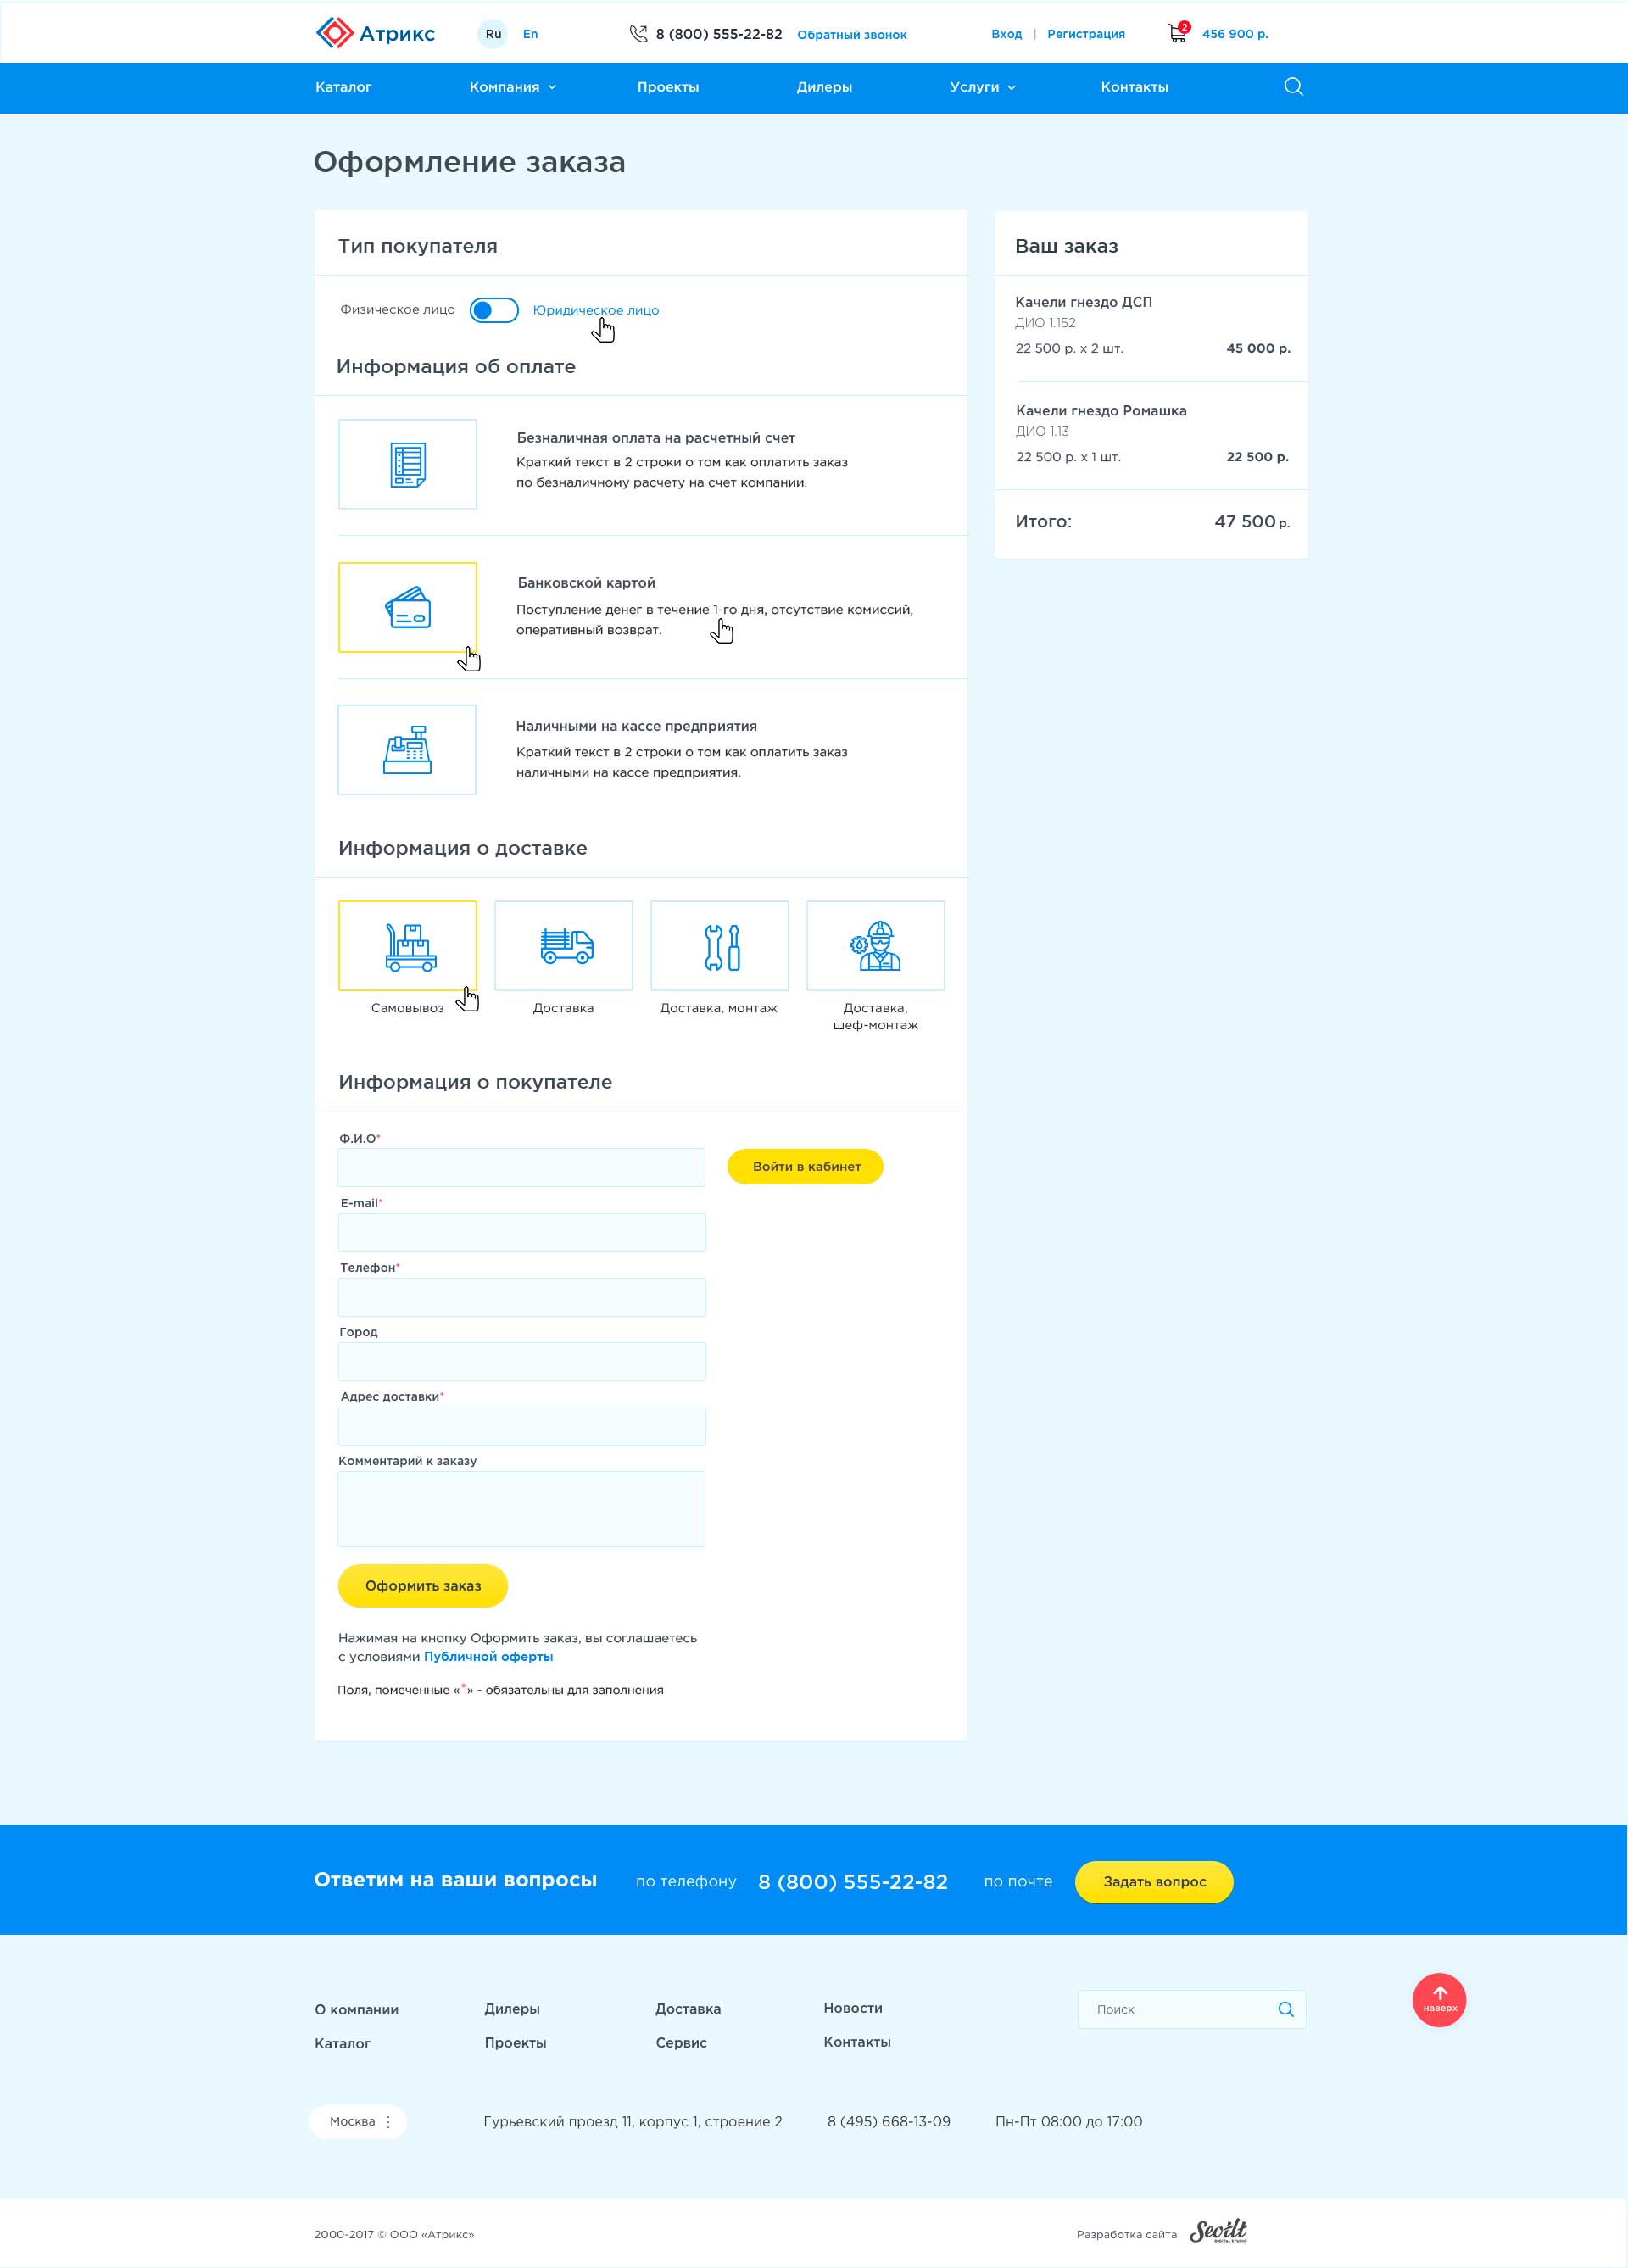 Атрикс
Ru En
8 (800) 555-22-82 Обратный звонок
Вход | Регистрация
2
456 900 р.
Каталог Компания Проекты Дилеры Услуги Контакты
Оформление заказа
Тип покупателя
Физическое лицо Юридическое лицо
Информация об оплате
Безналичная оплата на расчетный счет
Краткий текст в 2 строки о том как оплатить заказ
по безналичному расчету на счет компании.
Банковской картой
Поступление денег в течение 1-го дня, отсутствие комиссий,
оперативный возврат.
Наличными на кассе предприятия
Краткий текст в 2 строки о том как оплатить заказ
наличными на кассе предприятия.
Информация о доставке
Самовывоз
Доставка
Доставка, монтаж
Доставка,
шеф-монтаж
Информация о покупателе
Ф.И.О*
Войти в кабинет
E-mail*
Телефон*
Город
Адрес доставки*
Комментарий к заказу
Оформить заказ
Нажимая на кнопку Оформить заказ, вы соглашаетесь
с условиями Публичной оферты
Поля, помеченные «*» - обязательны для заполнения
Ваш заказ
Качели гнездо ДСП
ДИО 1.152
22 500 р. x 2 шт. 45 000 р.
Качели гнездо Ромашка
ДИО 1.13
22 500 р. x 1 шт. 22 500 р.
Итого: 47 500 р.
Ответим на ваши вопросы по телефону 8 (800) 555-22-82 по почте Задать вопрос
О компании Дилеры Доставка Новости
Каталог Проекты Сервис Контакты
Поиск
наверх
Москва
Гурьевский проезд 11, корпус 1, строение 2 8 (495) 668-13-09 Пн-Пт 08:00 до 17:00
2000-2017 © ООО «Атрикс»
Разработка сайта Seoilt
DIGITAL STUDIO